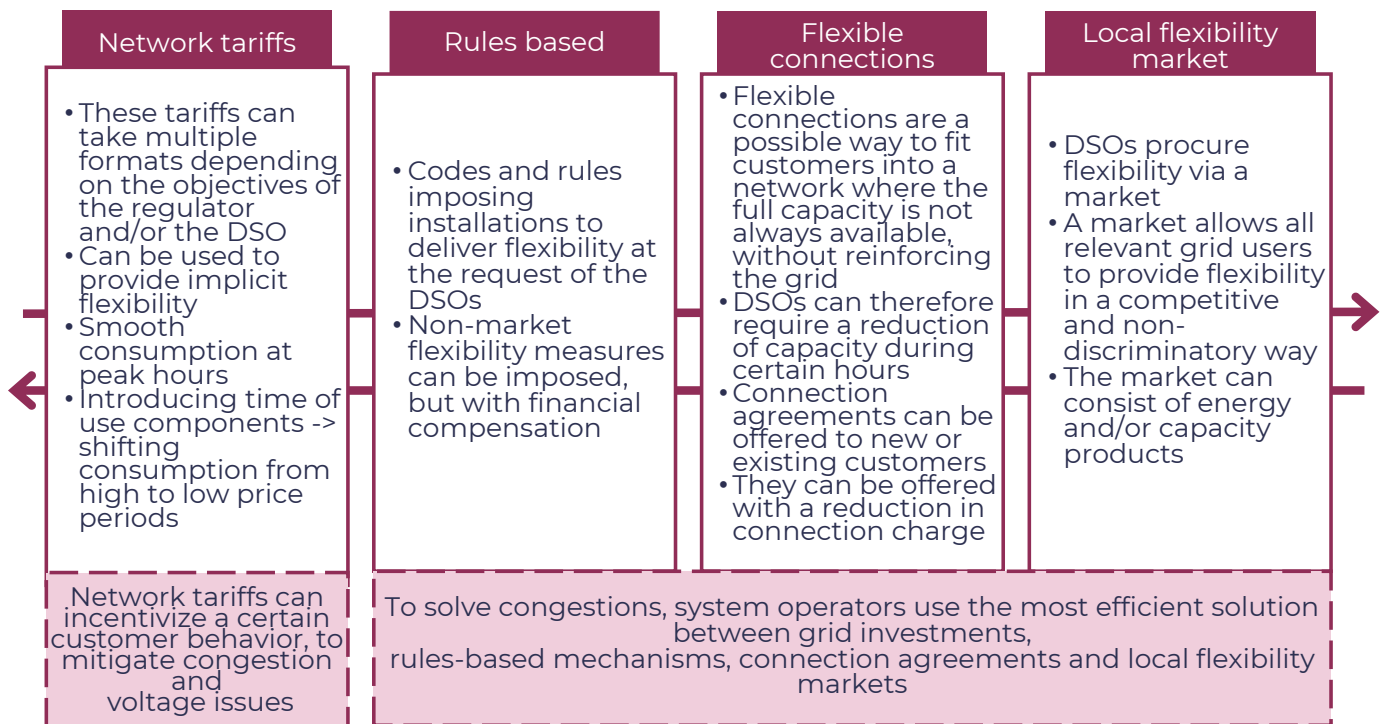 Network tariffs
• These tariffs can
take multiple
formats depending
on the objectives of
the regulator
and/or the DSO
• Can be used to
provide implicit
flexibility
• Smooth
consumption at
peak hours
• Introducing time of
use components ->
shifting
consumption from
high to low price
periods
Network tariffs can
incentivize a certain
customer behavior, to
mitigate congestion
and
voltage issues
Rules based
• Codes and rules
imposing
installations to
deliver flexibility at
the request of the
DSOs
• Non-market
flexibility measures
can be imposed,
but with financial
compensation
Flexible
connections
• Flexible
connections are a
possible way to fit
customers into a
network where the
full capacity is not
always available,
without reinforcing
the grid
• DSOs can therefore
require a reduction
of capacity during
certain hours
• Connection
agreements can be
offered to new or
existing customers
• They can be offered
with a reduction in
connection charge
Local flexibility
market
• DSOs procure
flexibility via a
market
• A market allows all
relevant grid users
to provide flexibility
in a competitive
and non-
discriminatory way
• The market can
consist of energy
and/or capacity
products
To solve congestions, system operators use the most efficient solution
between grid investments,
rules-based mechanisms, connection agreements and local flexibility
markets